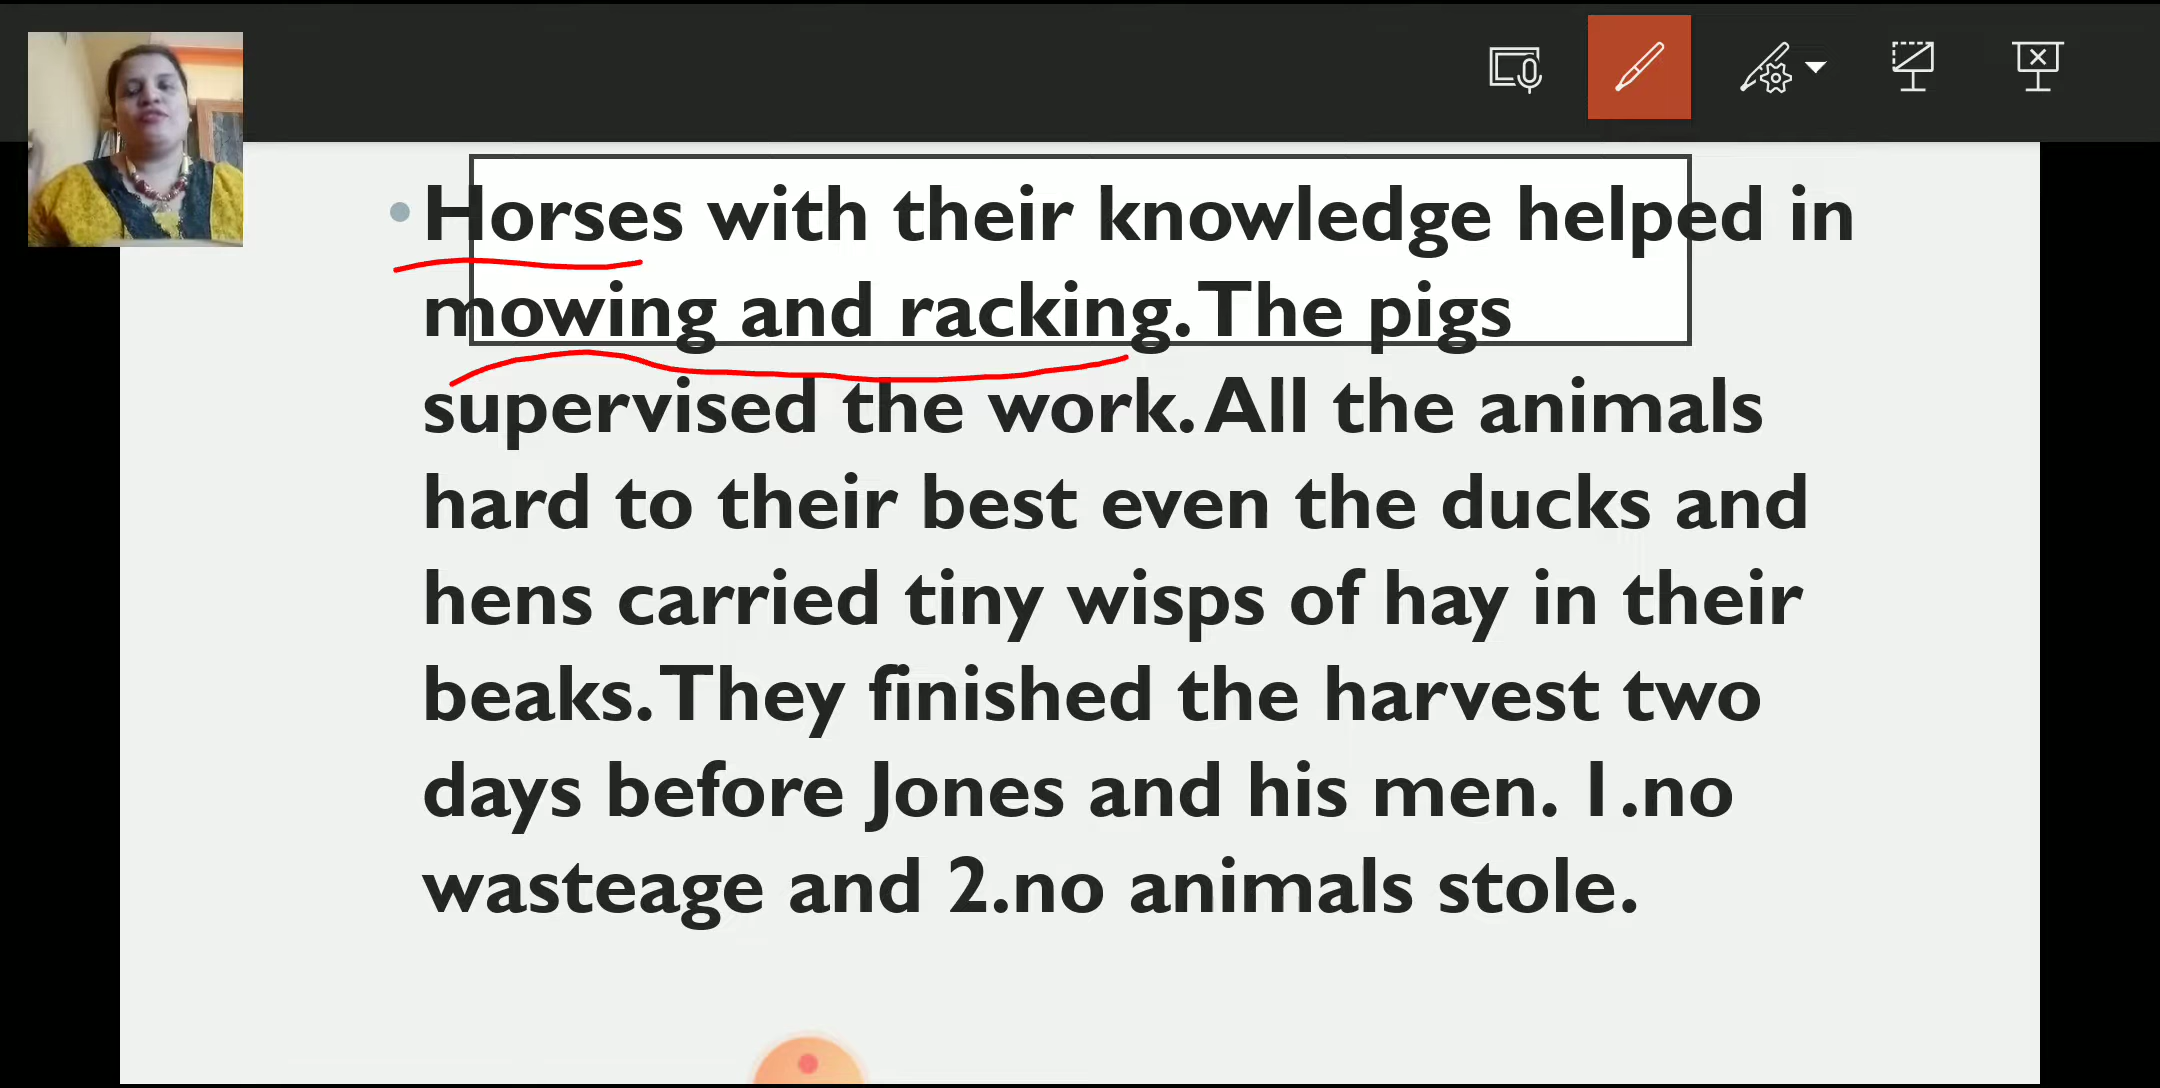 Horses with their knowledge helped in
mowing and racking. The pigs
supervised the work. All the animals
hard to their best even the ducks and
hens carried tiny wisps of hay in their
beaks. They finished the harvest two
days before Jones and his men. 1.no
wasteage and 2.no animals stole.